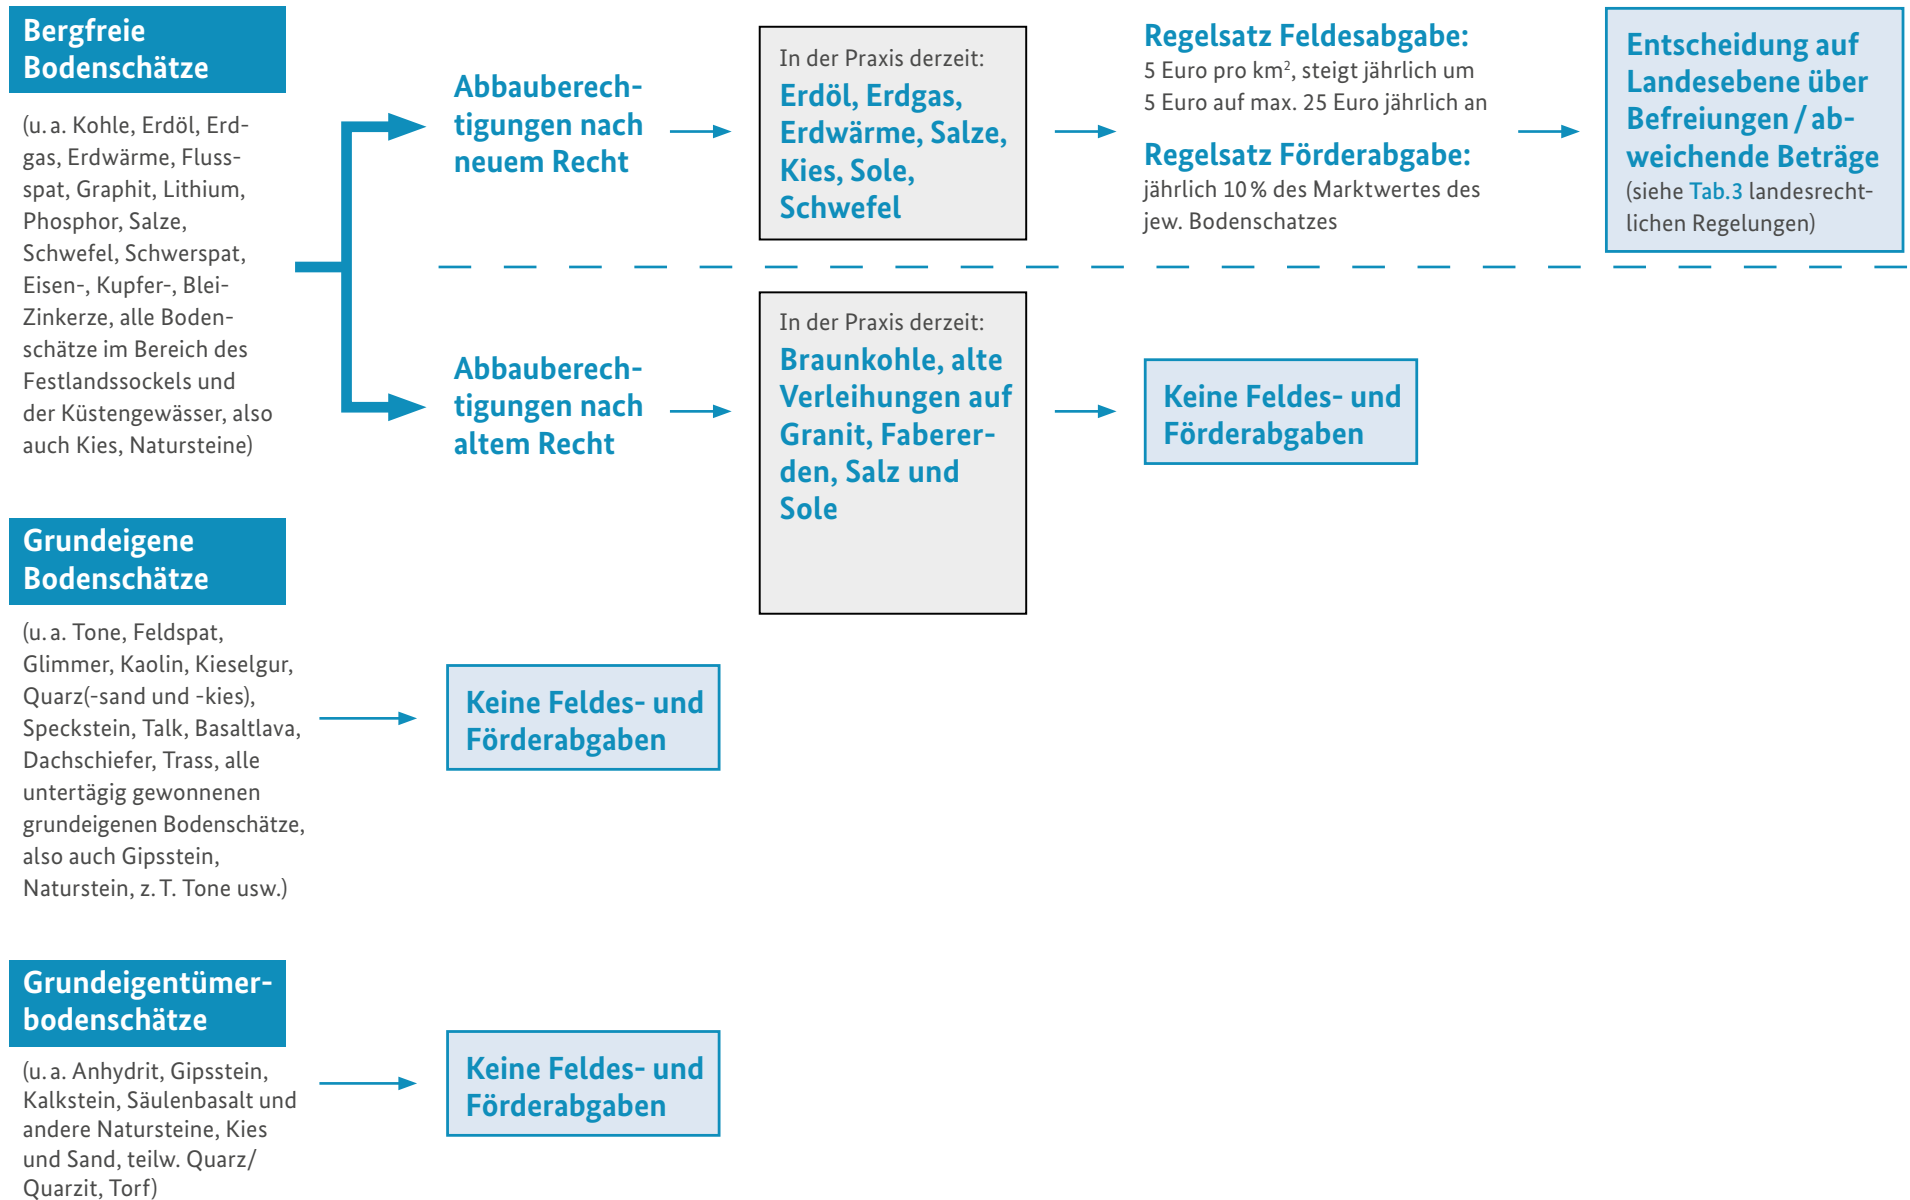 Bergfreie
Bodenschätze
(u. a. Kohle, Erdöl, Erd-
gas, Erdwärme, Fluss-
spat, Graphit, Lithium,
Phosphor, Salze,
Schwefel, Schwerspat,
Eisen-, Kupfer-, Blei-
Zinkerze, alle Boden-
schätze im Bereich des
Festlandssockels und
der Küstengewässer, also
auch Kies, Natursteine)
Abbauberech-
tigungen nach
neuem Recht
In der Praxis derzeit:
Erdöl, Erdgas,
Erdwärme, Salze,
Kies, Sole,
Schwefel
Regelsatz Feldesabgabe:
5 Euro pro km², steigt jährlich um
5 Euro auf max. 25 Euro jährlich an
Regelsatz Förderabgabe:
jährlich 10 % des Marktwertes des
jew. Bodenschatzes
Entscheidung auf
Landesebene über
Befreiungen / ab-
weichende Beträge
(siehe Tab.3 landesrecht-
lichen Regelungen)
Abbauberech-
tigungen nach
altem Recht
In der Praxis derzeit:
Braunkohle, alte
Verleihungen auf
Granit, Faberer-
den, Salz und
Sole
Keine Feldes- und
Förderabgaben
Grundeigene
Bodenschätze
(u. a. Tone, Feldspat,
Glimmer, Kaolin, Kieselgur,
Quarz(-sand und -kies),
Speckstein, Talk, Basaltlava,
Dachschiefer, Trass, alle
untertägig gewonnenen
grundeigenen Bodenschätze,
also auch Gipsstein,
Naturstein, z. T. Tone usw.)
Keine Feldes- und
Förderabgaben
Grundeigentümer-
bodenschätze
(u. a. Anhydrit, Gipsstein,
Kalkstein, Säulenbasalt und
andere Natursteine, Kies
und Sand, teilw. Quarz/
Quarzit, Torf)
Keine Feldes- und
Förderabgaben